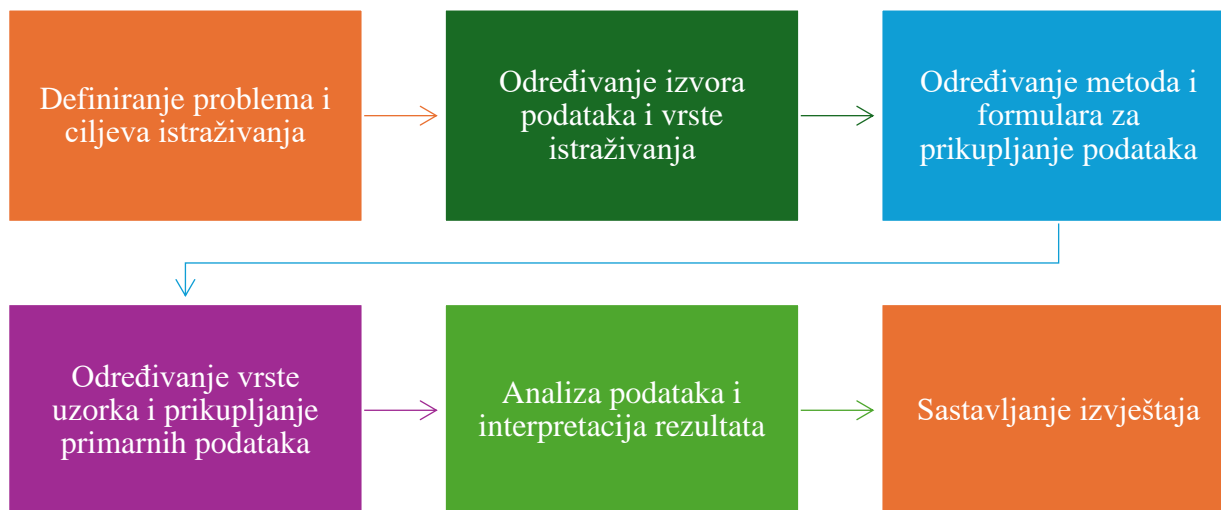 Definiranje problema i
ciljeva istraživanja
Određivanje izvora
podataka i vrste
istraživanja
Određivanje metoda i
formulara za
prikupljanje podataka
Određivanje vrste
uzorka i prikupljanje
primarnih podataka
Analiza podataka i
interpretacija rezultata
Sastavljanje izvještaja